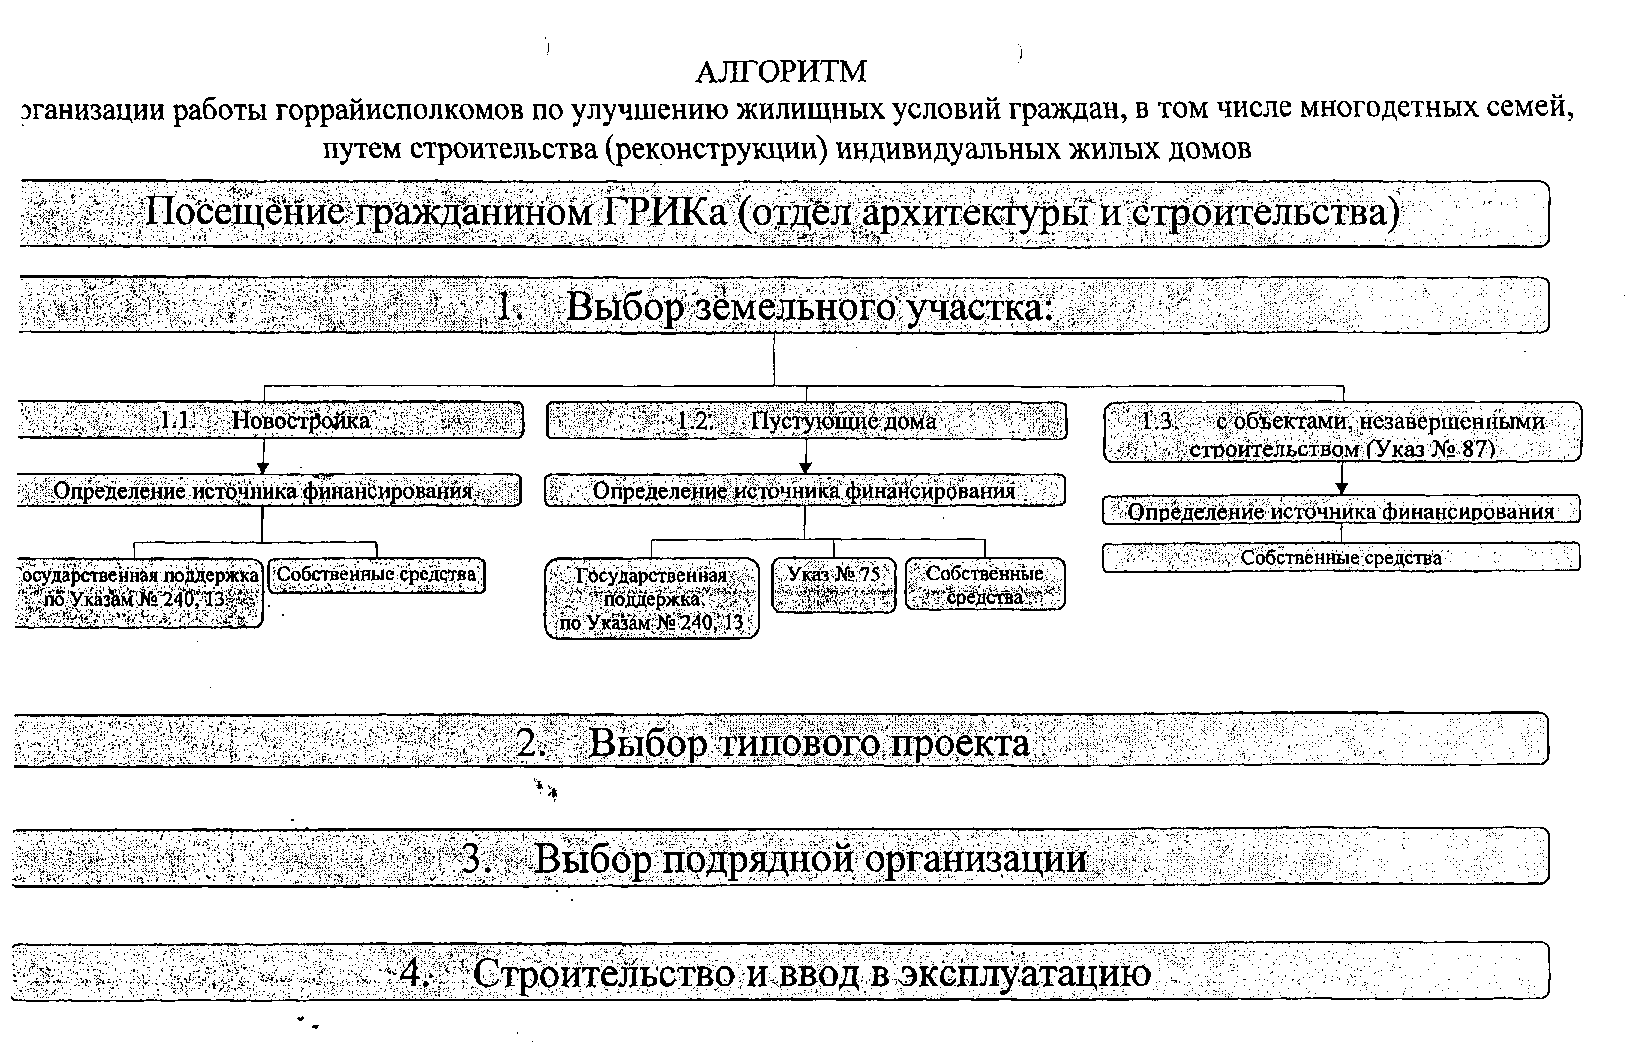 АЛГОРИТМ
рганизации работы горрайисполкомов по улучшению жилищных условий граждан, в том числе многодетных семей,
путем строительства (реконструкции) индивидуальных жилых домов
Посещение гражданином ГРИКа (отдел архитектуры и строительства)
1. Выбор земельного участка:
1.1. Новостройка
Определение источника финансирования
осударственная поддержка
по Указам № 240, 13
Собственные средства
1.2. Пустующие дома
Определение источника финансирования
Государственная
поддержка
по Указам № 240, 13
Указ № 75
Собственные
средства
1.3. с объектами, незавершенными
строительством (Указ № 87)
Определение источника финансирования
Собственные средства
2. Выбор типового проекта
3. Выбор подрядной организации
4. Строительство и ввод в эксплуатацию